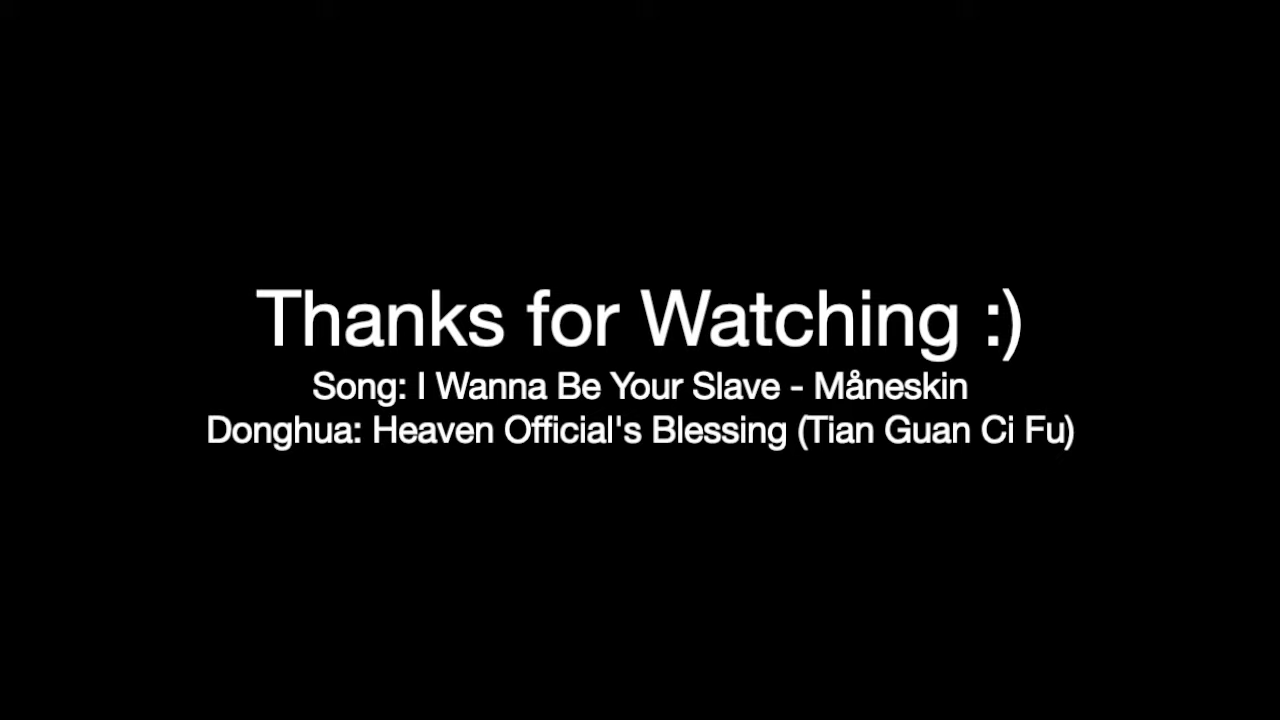 Thanks for Watching :)
Song: I Wanna Be Your Slave - Måneskin
Donghua: Heaven Official's Blessing (Tian Guan Ci Fu)